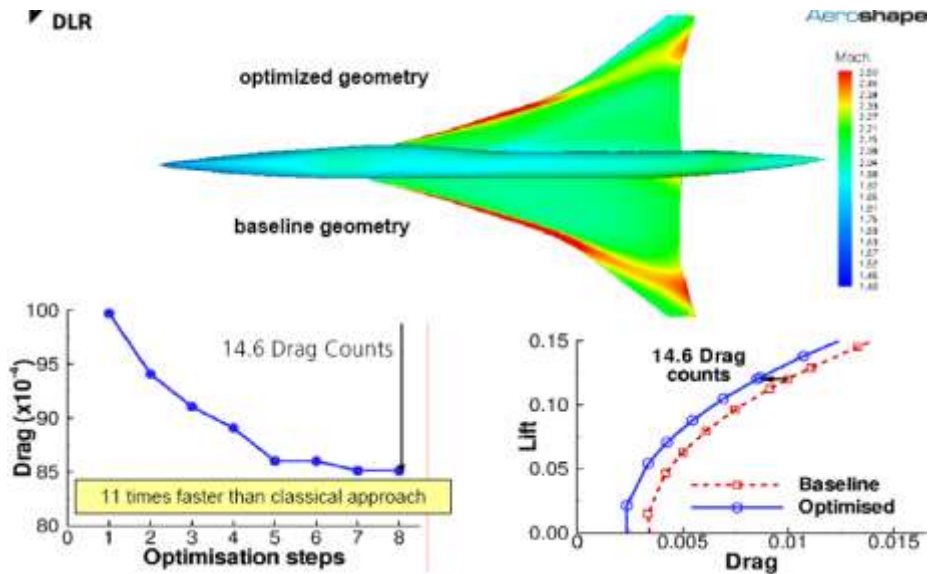 DLR
Aeroshape
optimized geometry
Mach
baseline geometry
100
95
90
85
80
Drag (x10⁻⁴)
14.6 Drag Counts
11 times faster than classical approach
0 1 2 3 4 5 6 7 8
Optimisation steps
0.15
0.10
0.05
0.00
Lift
14.6 Drag
counts
Baseline
Optimised
0 0.005 0.01 0.015
Drag